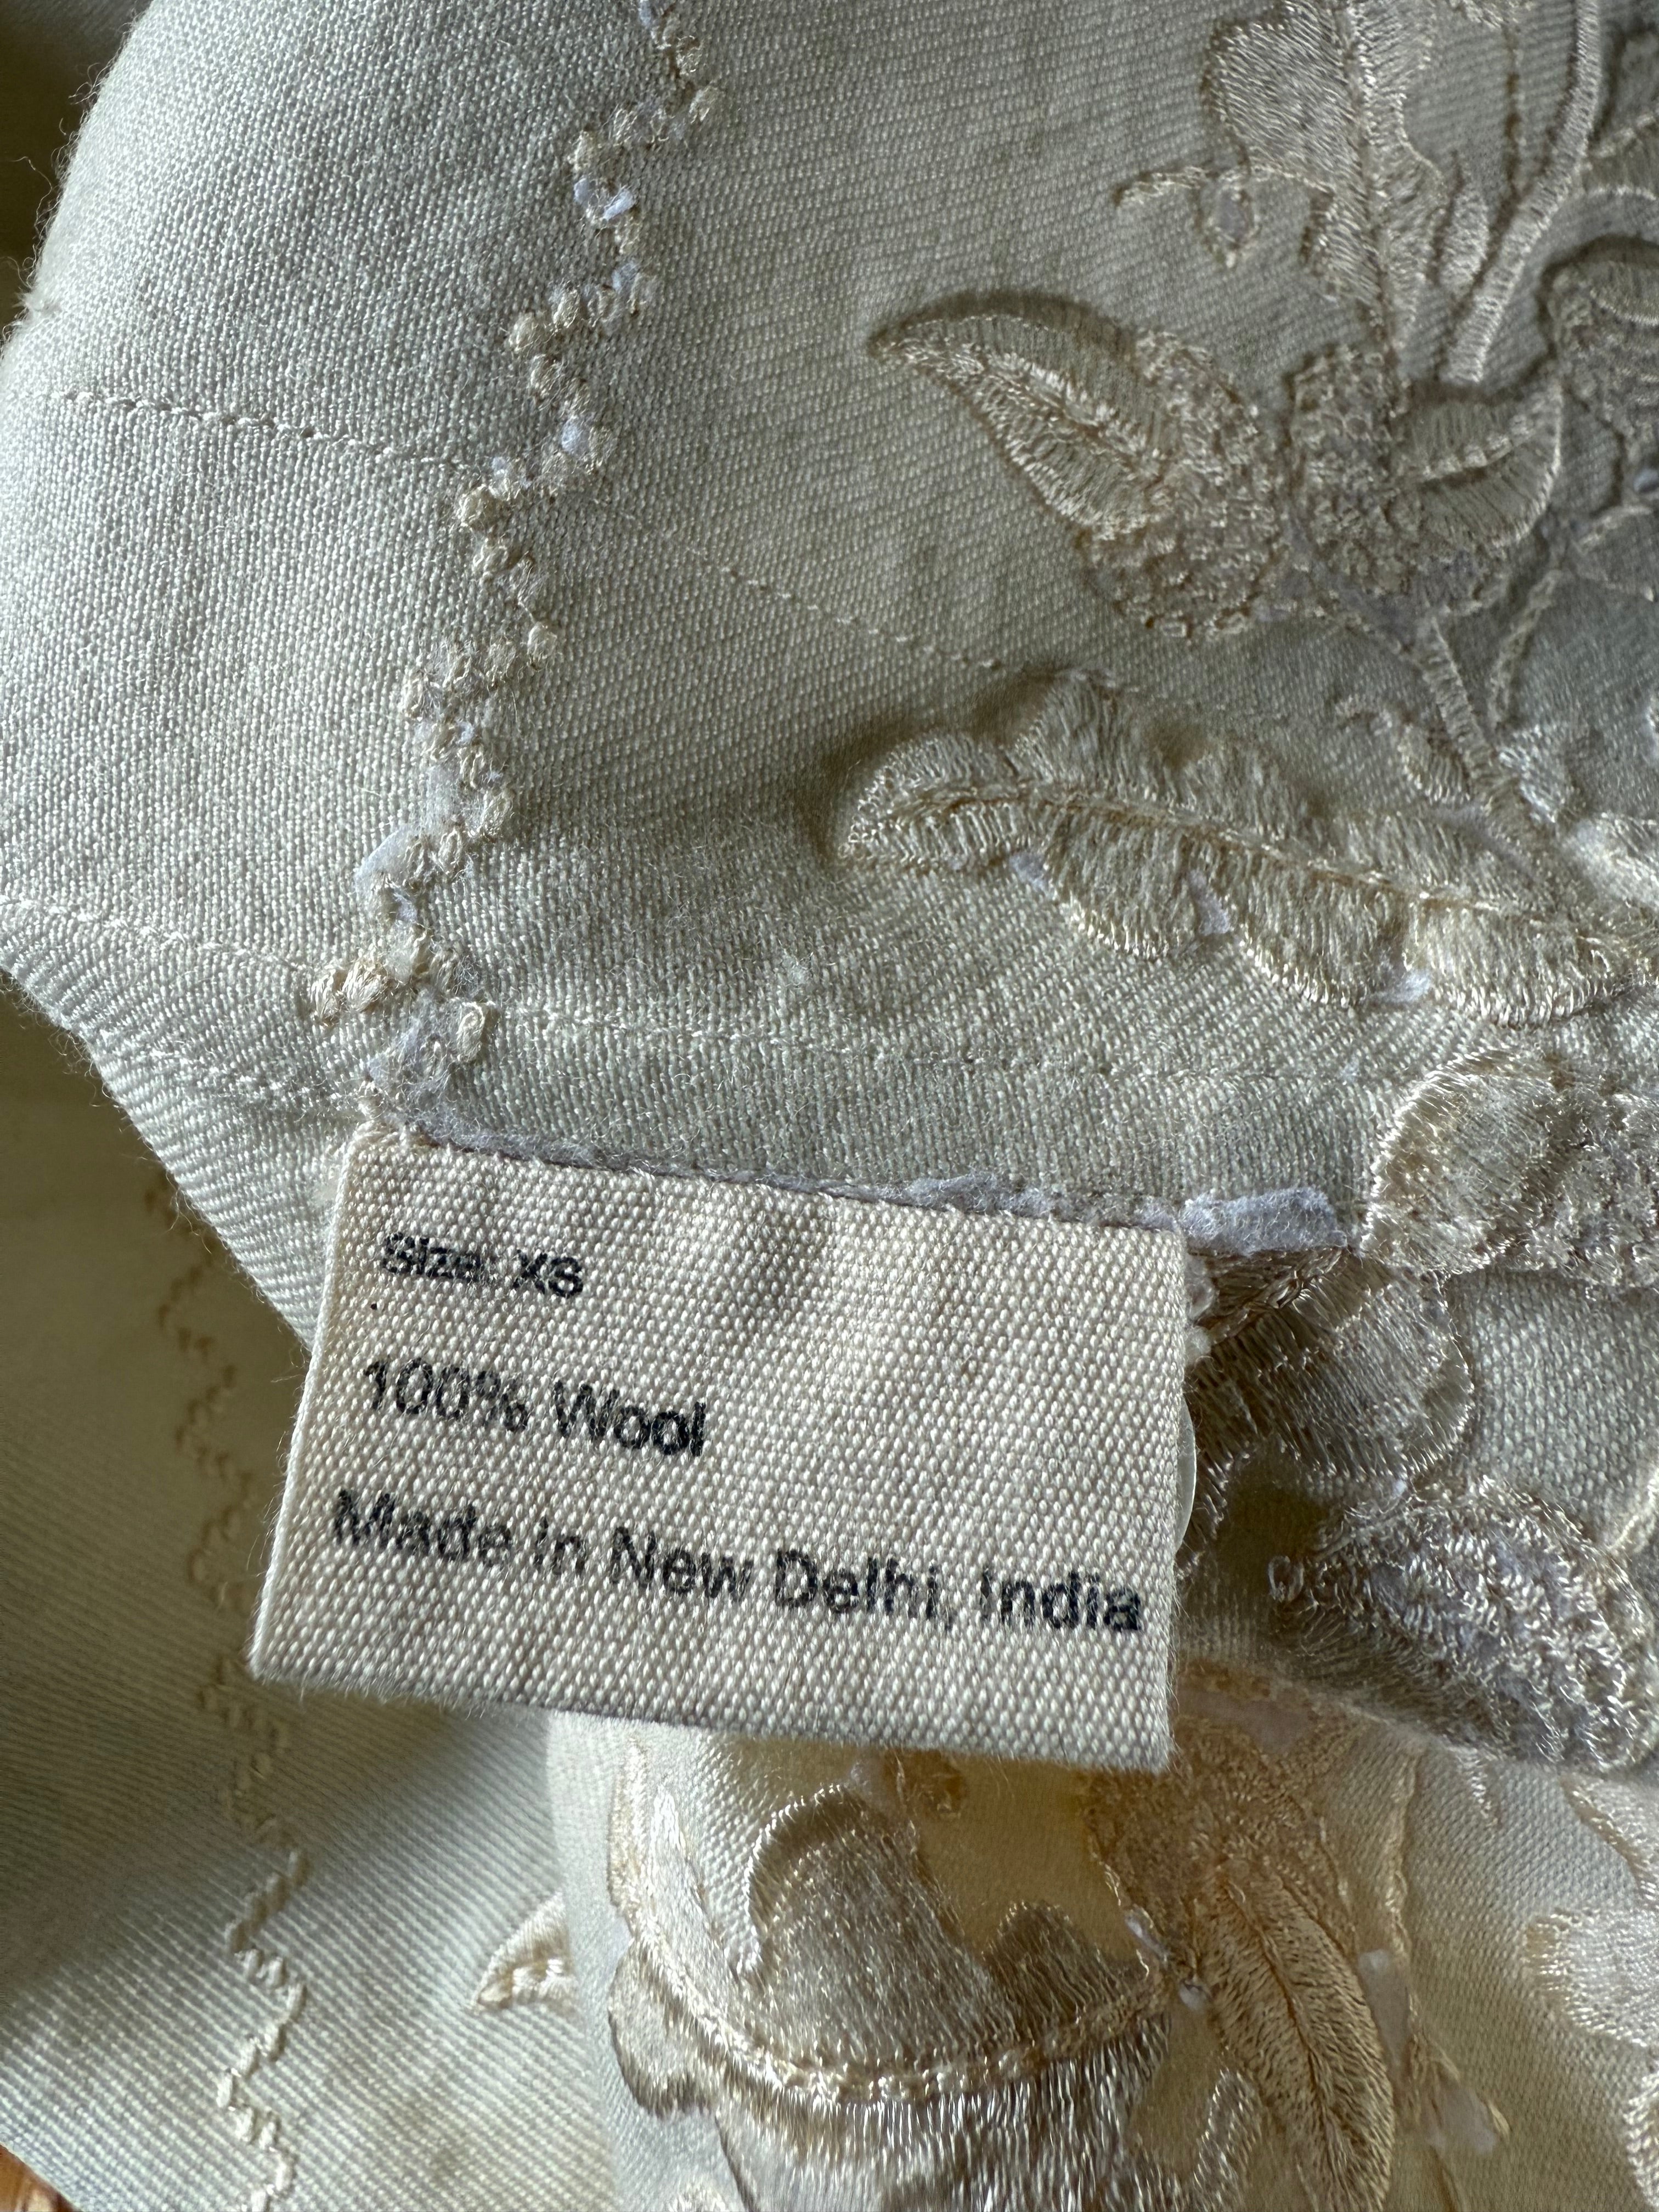 Size: XS
100% Wool
Made in New Delhi, India